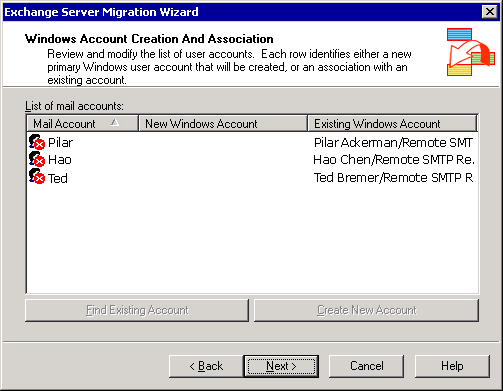 Exchange Server Migration Wizard
Windows Account Creation And Association
Review and modify the list of user accounts. Each row identifies either a new
primary Windows user account that will be created, or an association with an
existing account.
List of mail accounts:
Mail Account New Windows Account Existing Windows Account
Pilar Pilar Ackerman/Remote SMT
Hao Hao Chen/Remote SMTP Re.
Ted Ted Bremer/Remote SMTP R
Find Existing Account Create New Account
< Back Next > Cancel Help